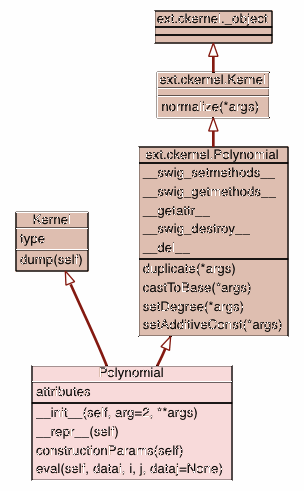 ext.ckernel._object
ext.ckernel.Kernel
normalize(*args)
ext.ckernel.Polynomial
__swig_setmethods__
__swig_getmethods__
__getattr__
__swig_destroy__
__del__
duplicate(*args)
castToBase(*args)
setDegree(*args)
setAdditiveConst(*args)
Kernel
type
dump(self)
Polynomial
attributes
__init__(self, arg=2, **args)
__repr__(self)
constructionParams(self)
eval(self, dataI, i, j, dataJ=None)